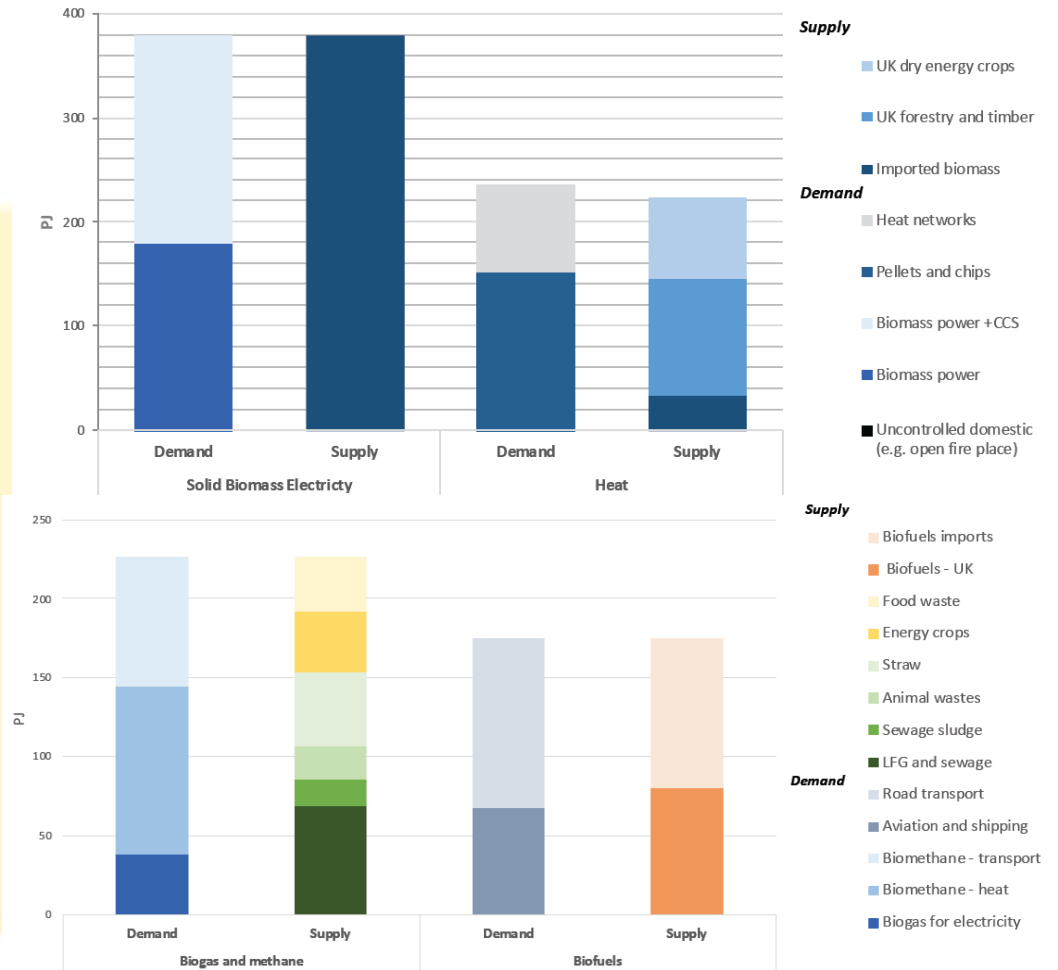 400
300
200
100
0
PJ
Demand
Supply
Demand
Supply
Solid Biomass Electricty
Heat
Supply
UK dry energy crops
UK forestry and timber
Imported biomass
Demand
Heat networks
Pellets and chips
Biomass power +CCS
Biomass power
Uncontrolled domestic
(e.g. open fire place)
250
200
150
100
50
0
PJ
Demand
Supply
Demand
Supply
Biogas and methane
Biofuels
Supply
Biofuels imports
Biofuels - UK
Food waste
Energy crops
Straw
Animal wastes
Sewage sludge
LFG and sewage
Demand
Road transport
Aviation and shipping
Biomethane - transport
Biomethane - heat
Biogas for electricity